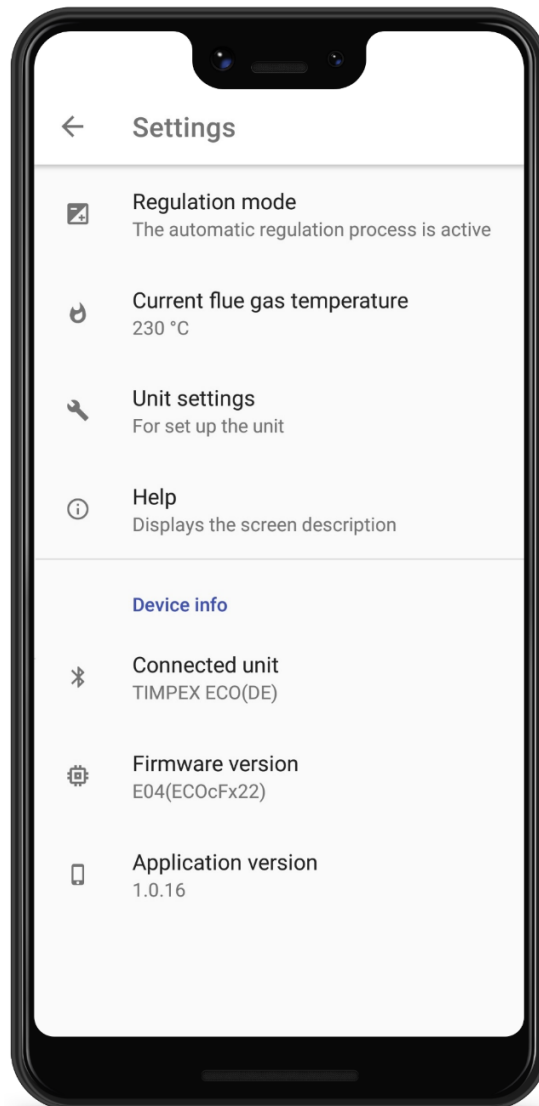 Settings
Regulation mode
The automatic regulation process is active
Current flue gas temperature
230 °C
Unit settings
For set up the unit
Help
Displays the screen description
Device info
Connected unit
TIMPEX ECO(DE)
Firmware version
E04(ECOcFx22)
Application version
1.0.16